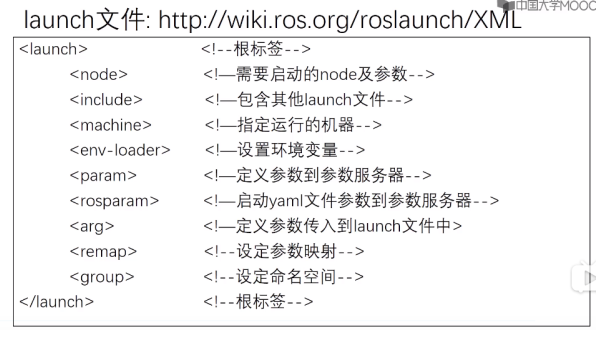 中国大学MOOC
launch文件: http://wiki.ros.org/roslaunch/XML
<launch> <!--根标签-->
<node> <!—需要启动的node及参数-->
<include> <!—包含其他launch文件-->
<machine> <!—指定运行的机器-->
<env-loader> <!—设置环境变量-->
<param> <!—定义参数到参数服务器-->
<rosparam> <!—启动yaml文件参数到参数服务器-->
<arg> <!—定义参数传入到launch文件中>
<remap> <!--设定参数映射-->
<group> <!--设定命名空间-->
</launch> <!--根标签-->